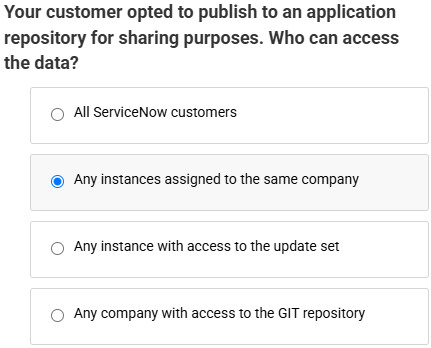 Your customer opted to publish to an application
repository for sharing purposes. Who can access
the data?
All ServiceNow customers
Any instances assigned to the same company
Any instance with access to the update set
Any company with access to the GIT repository